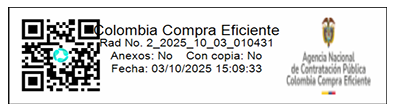 Colombia Compra Eficiente
Rad No. 2_2025_10_03_010431
Anexos: No Con copia: No
Fecha: 03/10/2025 15:09:33
Agencia Nacional
de Contratación Pública
Colombia Compra Eficiente